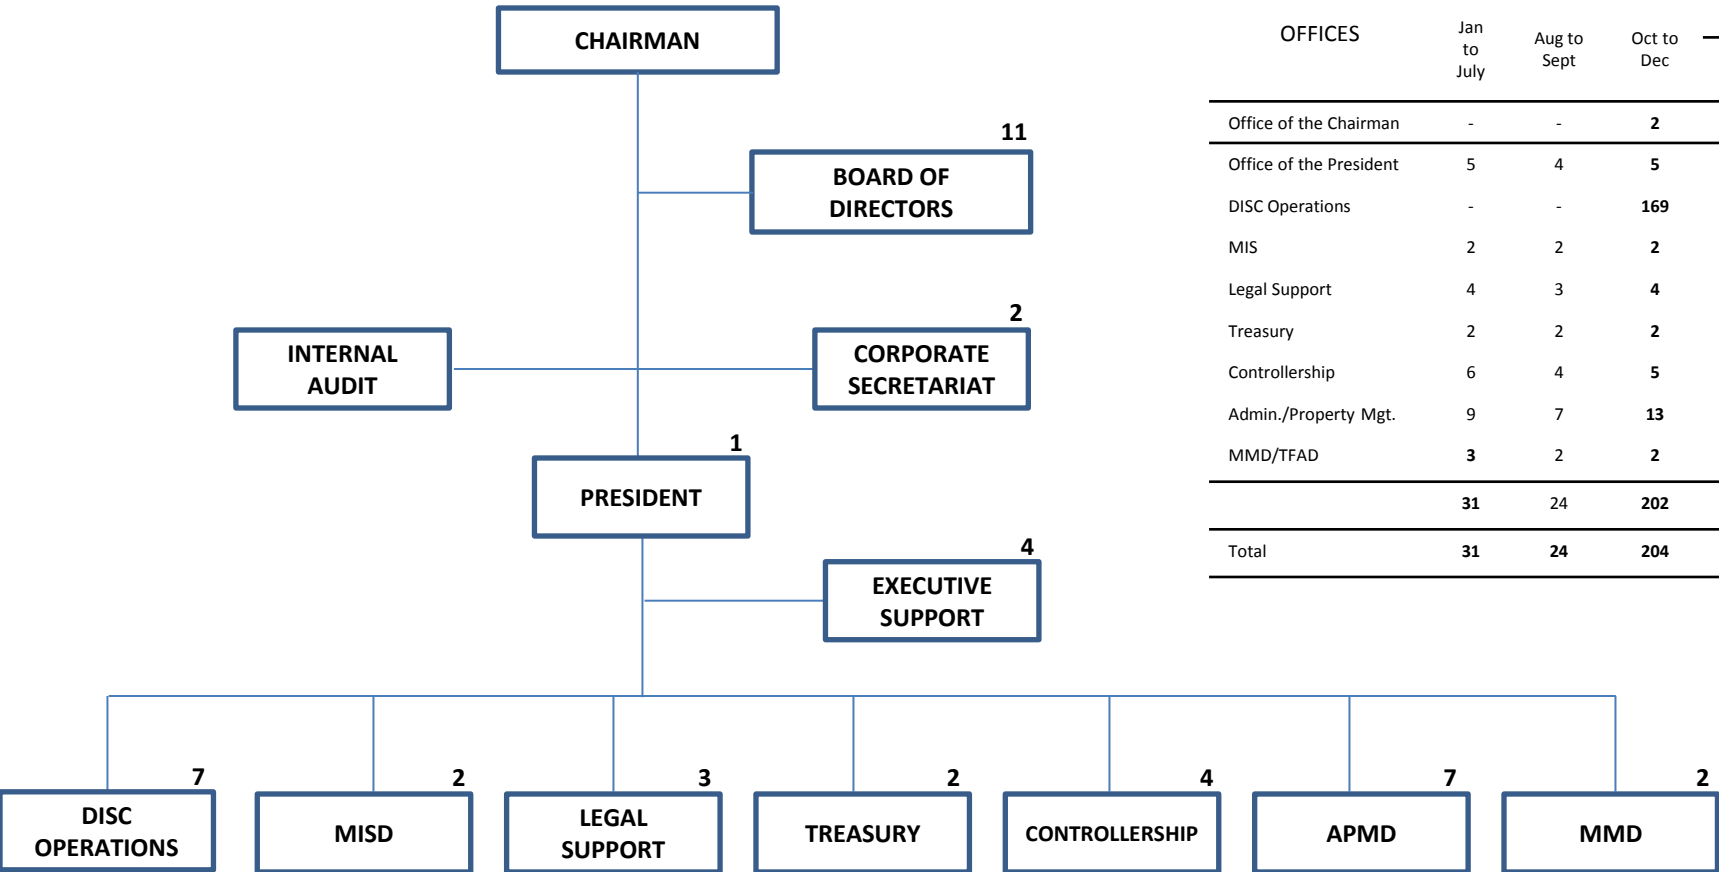 CHAIRMAN
11
BOARD OF
DIRECTORS
INTERNAL
AUDIT
2
CORPORATE
SECRETARIAT
1
PRESIDENT
4
EXECUTIVE
SUPPORT
7
DISC
OPERATIONS
2
MISD
3
LEGAL
SUPPORT
2
TREASURY
4
CONTROLLERSHIP
7
APMD
2
MMD
OFFICES
Jan
to
July
Aug to
Sept
Oct to
Dec
Office of the Chairman - - 2
Office of the President 5 4 5
DISC Operations - - 169
MIS 2 2 2
Legal Support 4 3 4
Treasury 2 2 2
Controllership 6 4 5
Admin./Property Mgt. 9 7 13
MMD/TFAD 3 2 2
31 24 202
Total 31 24 204